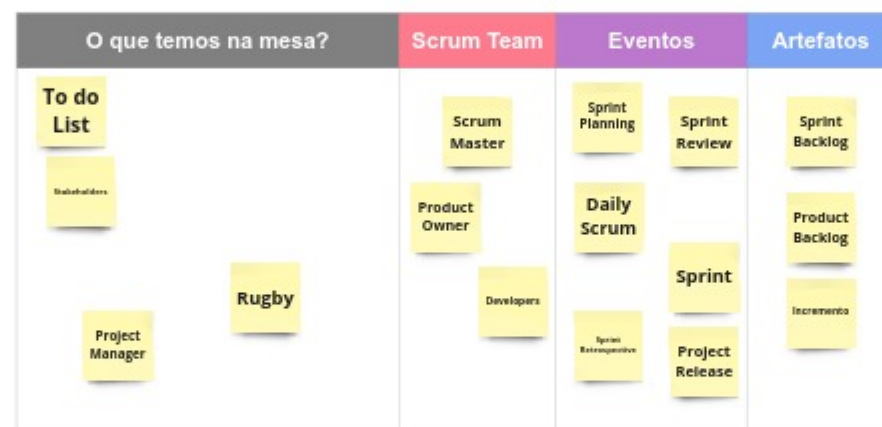 O que temos na mesa?
Scrum Team
Eventos
Artefatos
To do
List
Stakeholders
Rugby
Project
Manager
Scrum
Master
Product
Owner
Developers
Sprint
Planning
Sprint
Review
Daily
Scrum
Sprint
Sprint
Retrospective
Project
Release
Sprint
Backlog
Product
Backlog
Incremento